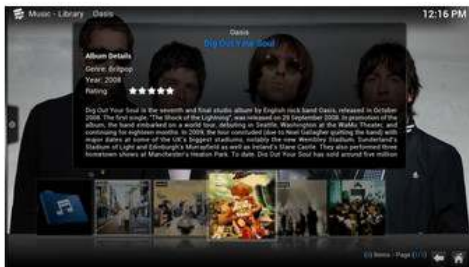 Music - Library Oasis
12:16 PM
Oasis
Dig Out Your Soul
Album Details
Genre: Britpop
Year: 2008
Rating
Dig Out Your Soul is the seventh and final studio album by English rock band Oasis, released in October
2008. The first single, "The Shock of the Lightning", was released on 29 September 2008. In promotion of the
album, the band embarked on a world tour, debuting in Seattle, Washington at the WaMu Theater, and
continuing for eighteen months. In 2009, the tour concluded (due to Noel Gallagher quitting the band) with
major dates at some of the UK's biggest stadiums, notably the new Wembley Stadium, Sunderland's
Stadium of Light and Edinburgh's Murrayfield as well as Ireland's Slane Castle. They also performed three
hometown shows at Manchester's Heaton Park. To date, Dig Out Your Soul has sold around five million
Items - Page